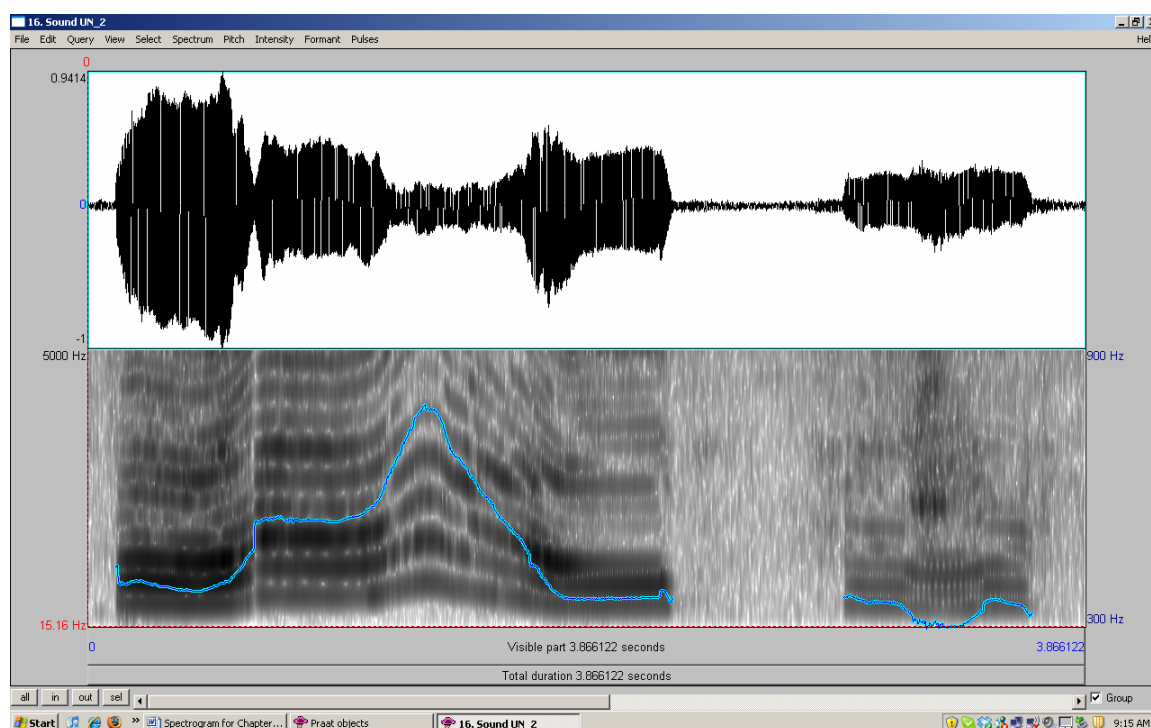 16. Sound UN_2
File Edit Query View Select Spectrum Pitch Intensity Formant Pulses Hel
0
0.9414
0
-1
5000 Hz 900 Hz
15.16 Hz 300 Hz
0 Visible part 3.866122 seconds 3.866122
Total duration 3.866122 seconds
all in out sel Group
Start » Spectrogram for Chapter... Praat objects 16. Sound UN_2 9:15 AM